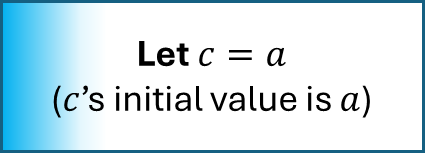 Let c = a
(c’s initial value is a)